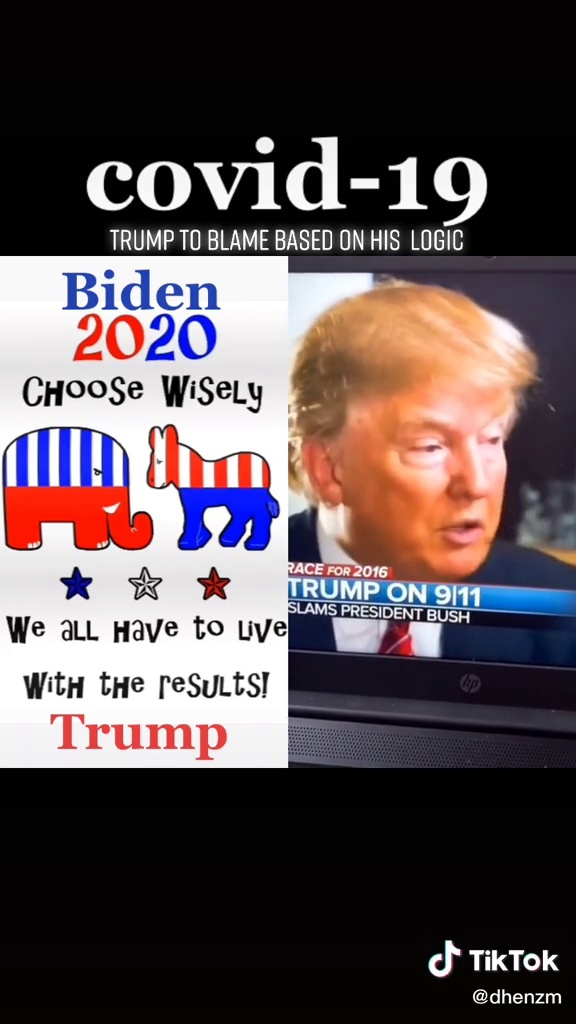 covid-19
TRUMP TO BLAME BASED ON HIS LOGIC
Biden
2020
CHOOSE WISELY
We all Have to Live
WITH THE resuLTS!
Trump
RACE FOR 2016
TRUMP ON 9|11
SLAMS PRESIDENT BUSH
hp
TikTok
@dhenzm